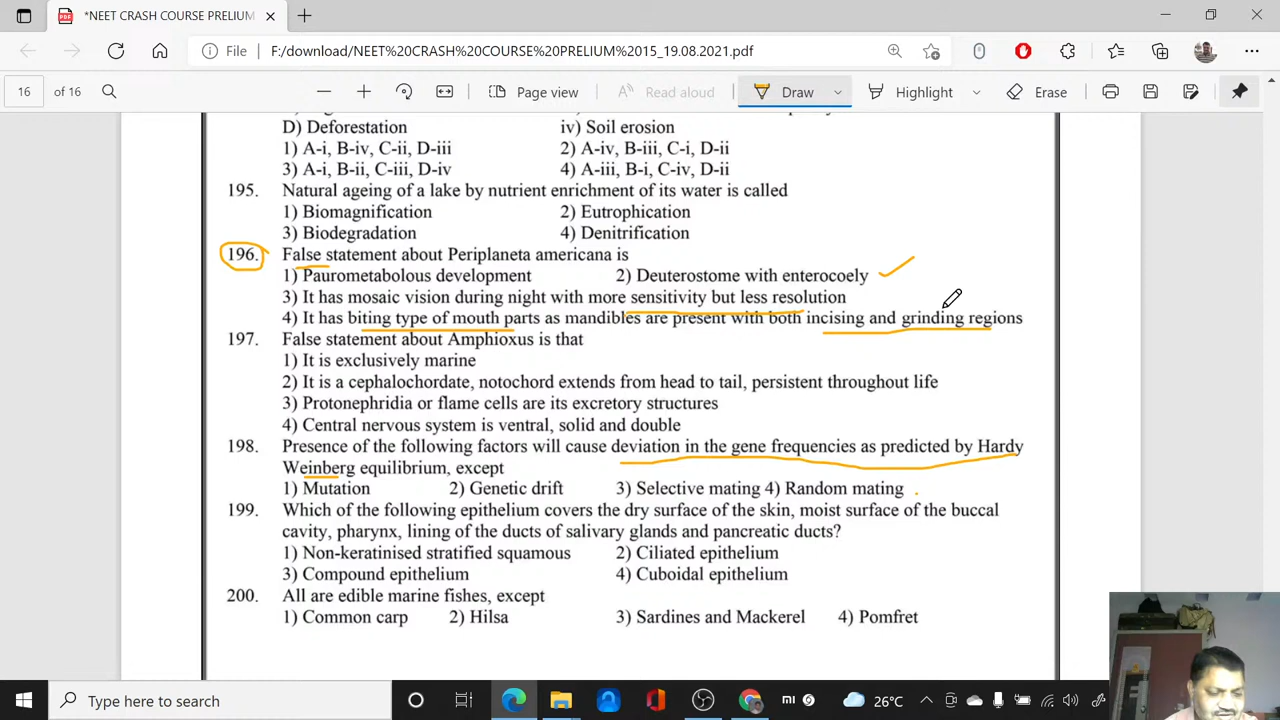 *NEET CRASH COURSE PRELIUM
File F:/download/NEET%20CRASH%20COURSE%20PRELIUM%2015_19.08.2021.pdf
16 of 16 Page view Read aloud Draw Highlight Erase
D) Deforestation iv) Soil erosion
1) A-i, B-iv, C-ii, D-iii 2) A-iv, B-iii, C-i, D-ii
3) A-i, B-ii, C-iii, D-iv 4) A-iii, B-i, C-iv, D-ii
195. Natural ageing of a lake by nutrient enrichment of its water is called
1) Biomagnification 2) Eutrophication
3) Biodegradation 4) Denitrification
196. False statement about Periplaneta americana is
1) Paurometabolous development 2) Deuterostome with enterocoely
3) It has mosaic vision during night with more sensitivity but less resolution
4) It has biting type of mouth parts as mandibles are present with both incising and grinding regions
197. False statement about Amphioxus is that
1) It is exclusively marine
2) It is a cephalochordate, notochord extends from head to tail, persistent throughout life
3) Protonephridia or flame cells are its excretory structures
4) Central nervous system is ventral, solid and double
198. Presence of the following factors will cause deviation in the gene frequencies as predicted by Hardy
Weinberg equilibrium, except
1) Mutation 2) Genetic drift 3) Selective mating 4) Random mating
199. Which of the following epithelium covers the dry surface of the skin, moist surface of the buccal
cavity, pharynx, lining of the ducts of salivary glands and pancreatic ducts?
1) Non-keratinised stratified squamous 2) Ciliated epithelium
3) Compound epithelium 4) Cuboidal epithelium
200. All are edible marine fishes, except
1) Common carp 2) Hilsa 3) Sardines and Mackerel 4) Pomfret
Type here to search 26°C